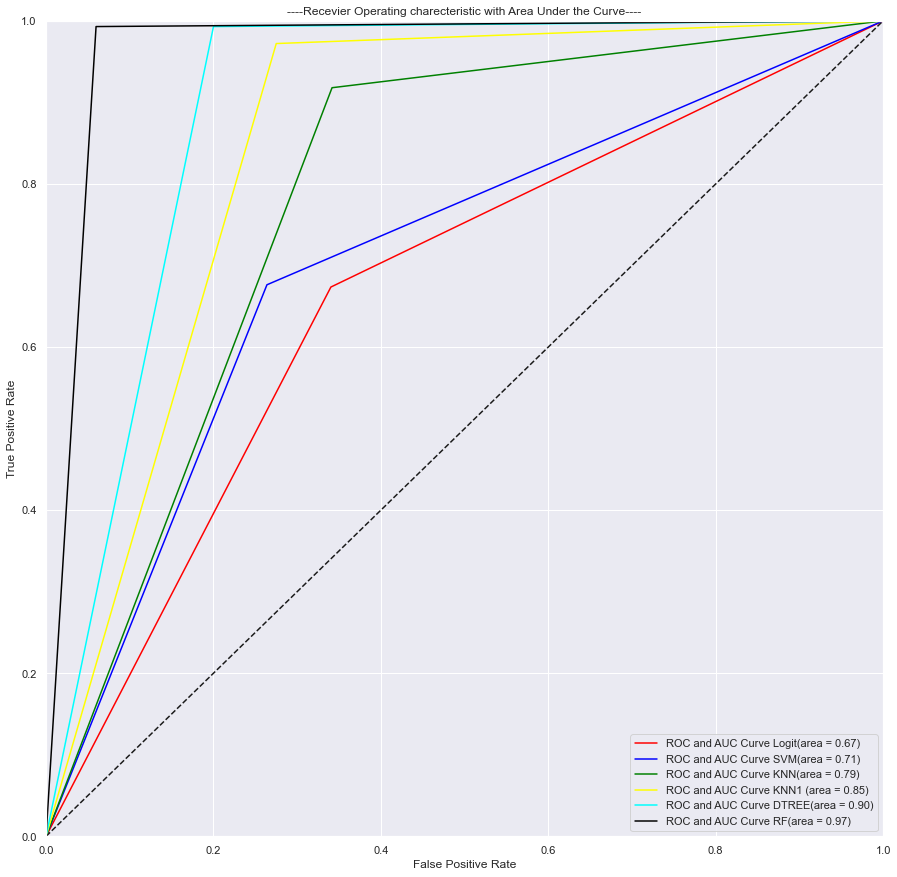 ----Recevier Operating charecteristic with Area Under the Curve----
1.0
0.8
0.6
0.4
0.2
0.0
True Positive Rate
ROC and AUC Curve Logit(area = 0.67)
ROC and AUC Curve SVM(area = 0.71)
ROC and AUC Curve KNN(area = 0.79)
ROC and AUC Curve KNN1 (area = 0.85)
ROC and AUC Curve DTREE(area = 0.90)
ROC and AUC Curve RF(area = 0.97)
0.0 0.2 0.4 0.6 0.8 1.0
False Positive Rate